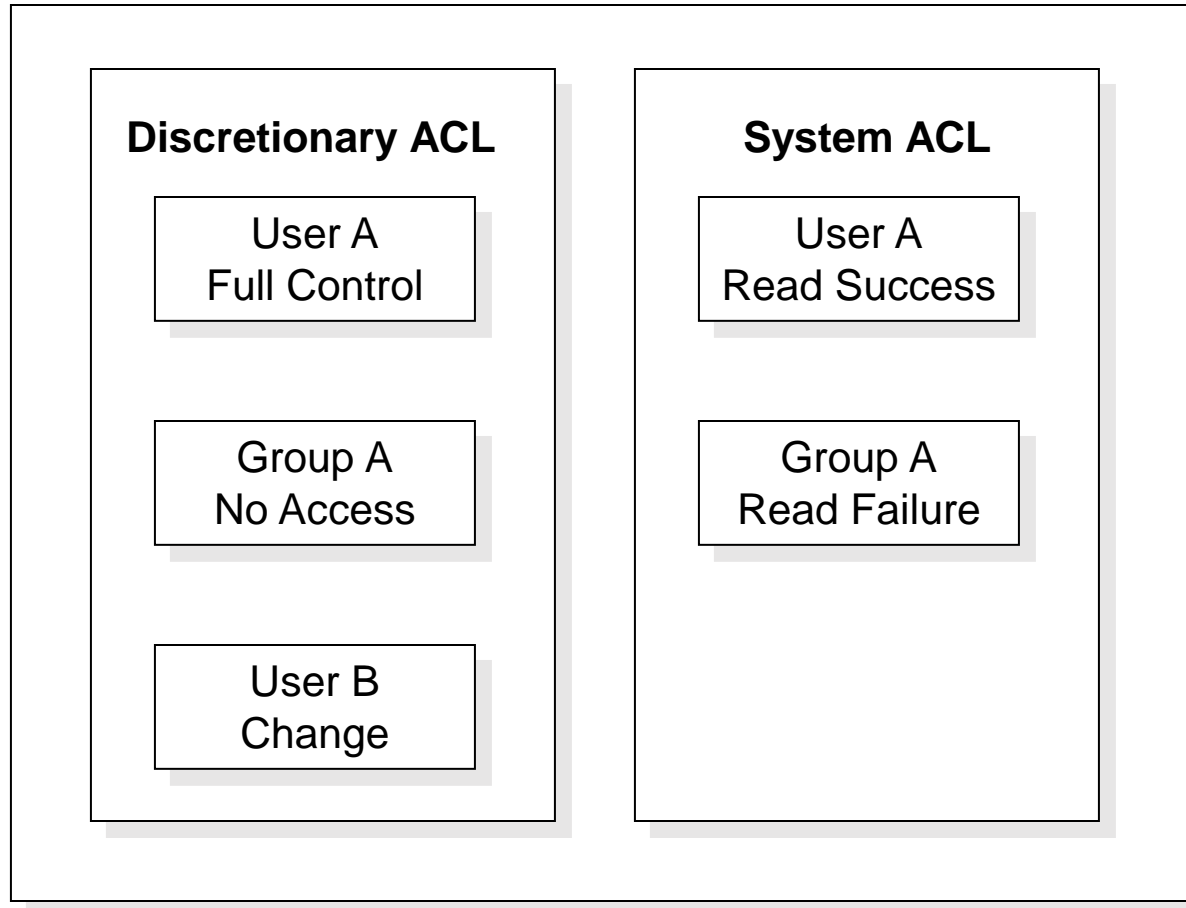 Discretionary ACL
User A
Full Control
Group A
No Access
User B
Change
System ACL
User A
Read Success
Group A
Read Failure